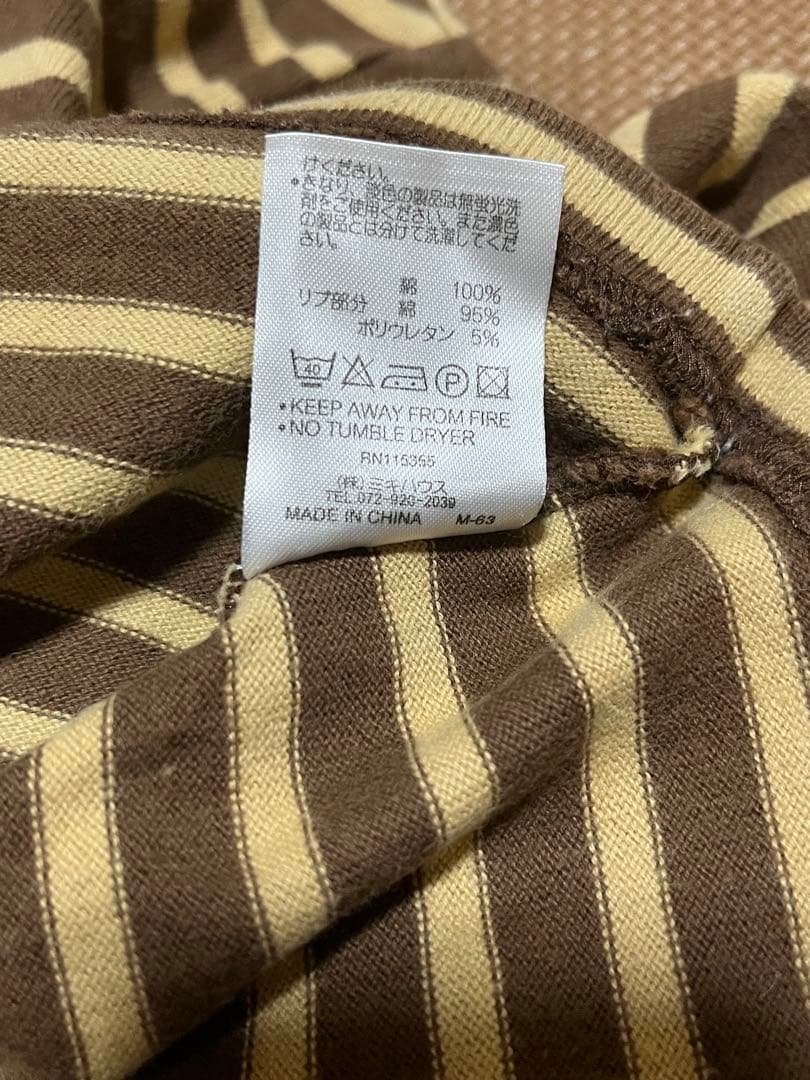 けください。
•きなり、淡色の製品は無蛍光洗
剤をご使用ください。また濃色
の製品とは分けて洗濯してくだ
さい。
綿 100%
リブ部分 綿 95%
ポリウレタン 5%
40
P
•KEEP AWAY FROM FIRE
•NO TUMBLE DRYER
RN115355
(株)ミキハウス
TEL 072-920-2039
MADE IN CHINA M-63